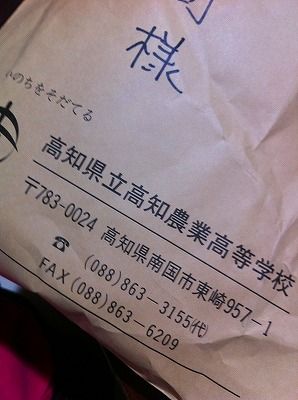 様
いのちをそだてる
高知県立高知農業高等学校
〒783-0024 高知県南国市東崎957-1
☎ (088)863-3155(代)
FAX (088)863-6209